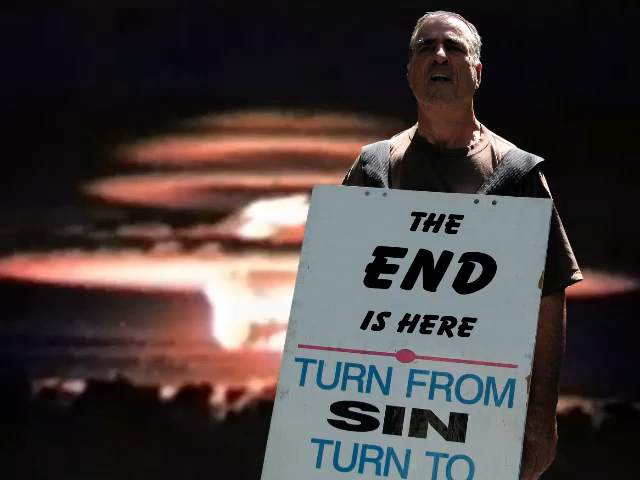 THE
END
IS HERE
TURN FROM
SIN
TURN TO